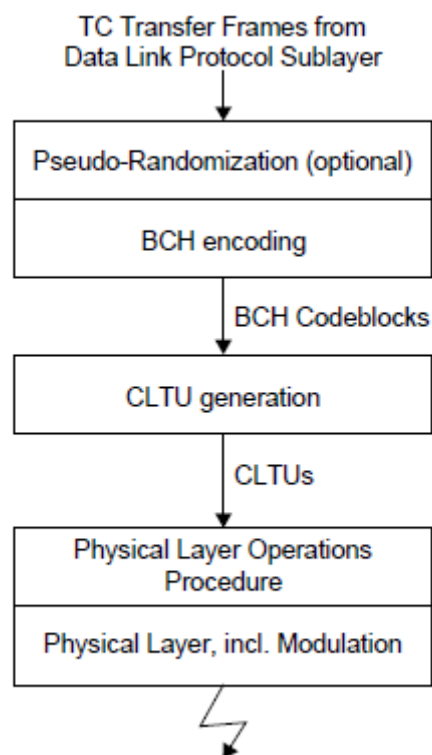 TC Transfer Frames from
Data Link Protocol Sublayer
Pseudo-Randomization (optional)
BCH encoding
BCH Codeblocks
CLTU generation
CLTUs
Physical Layer Operations
Procedure
Physical Layer, incl. Modulation